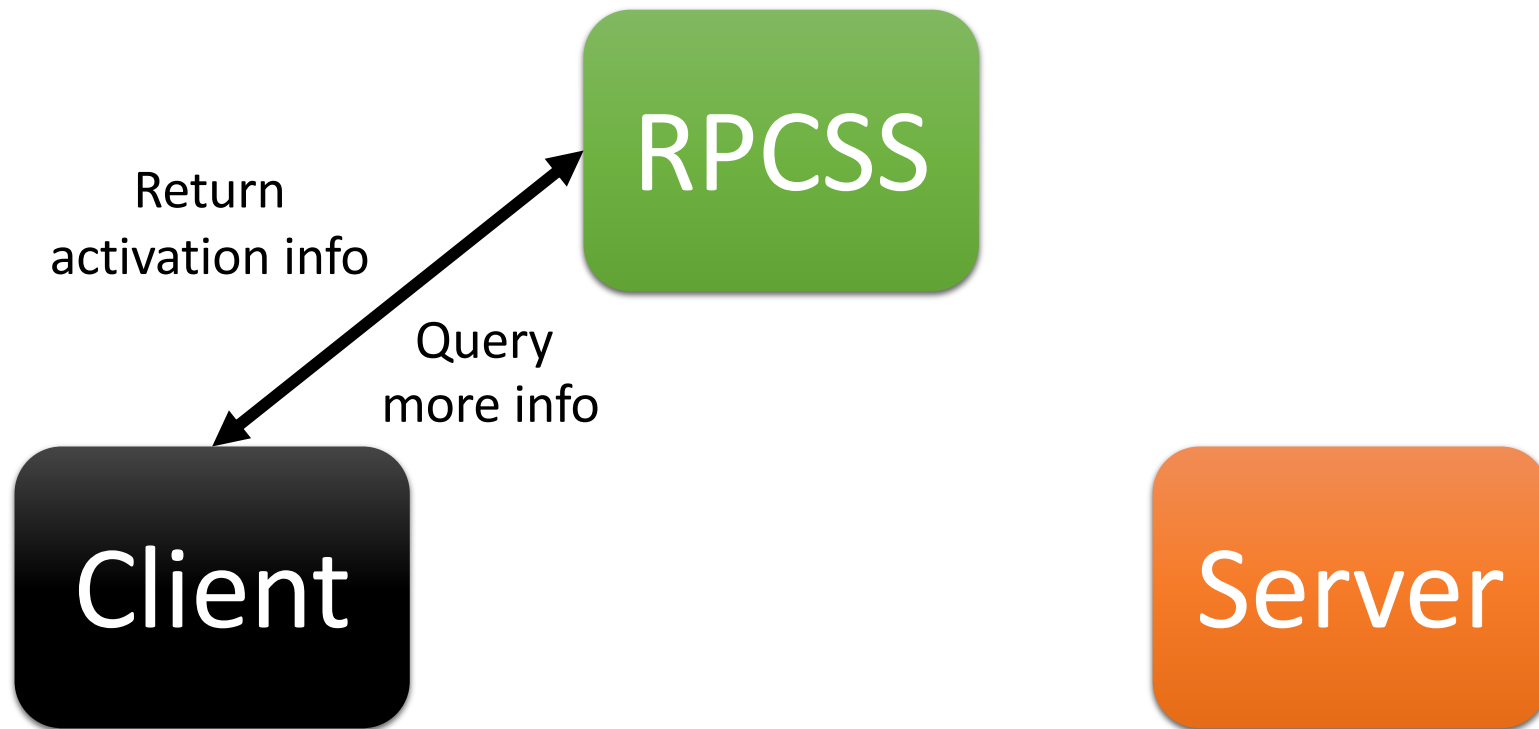 RPCSS
Return
activation info
Query
more info
Client
Server